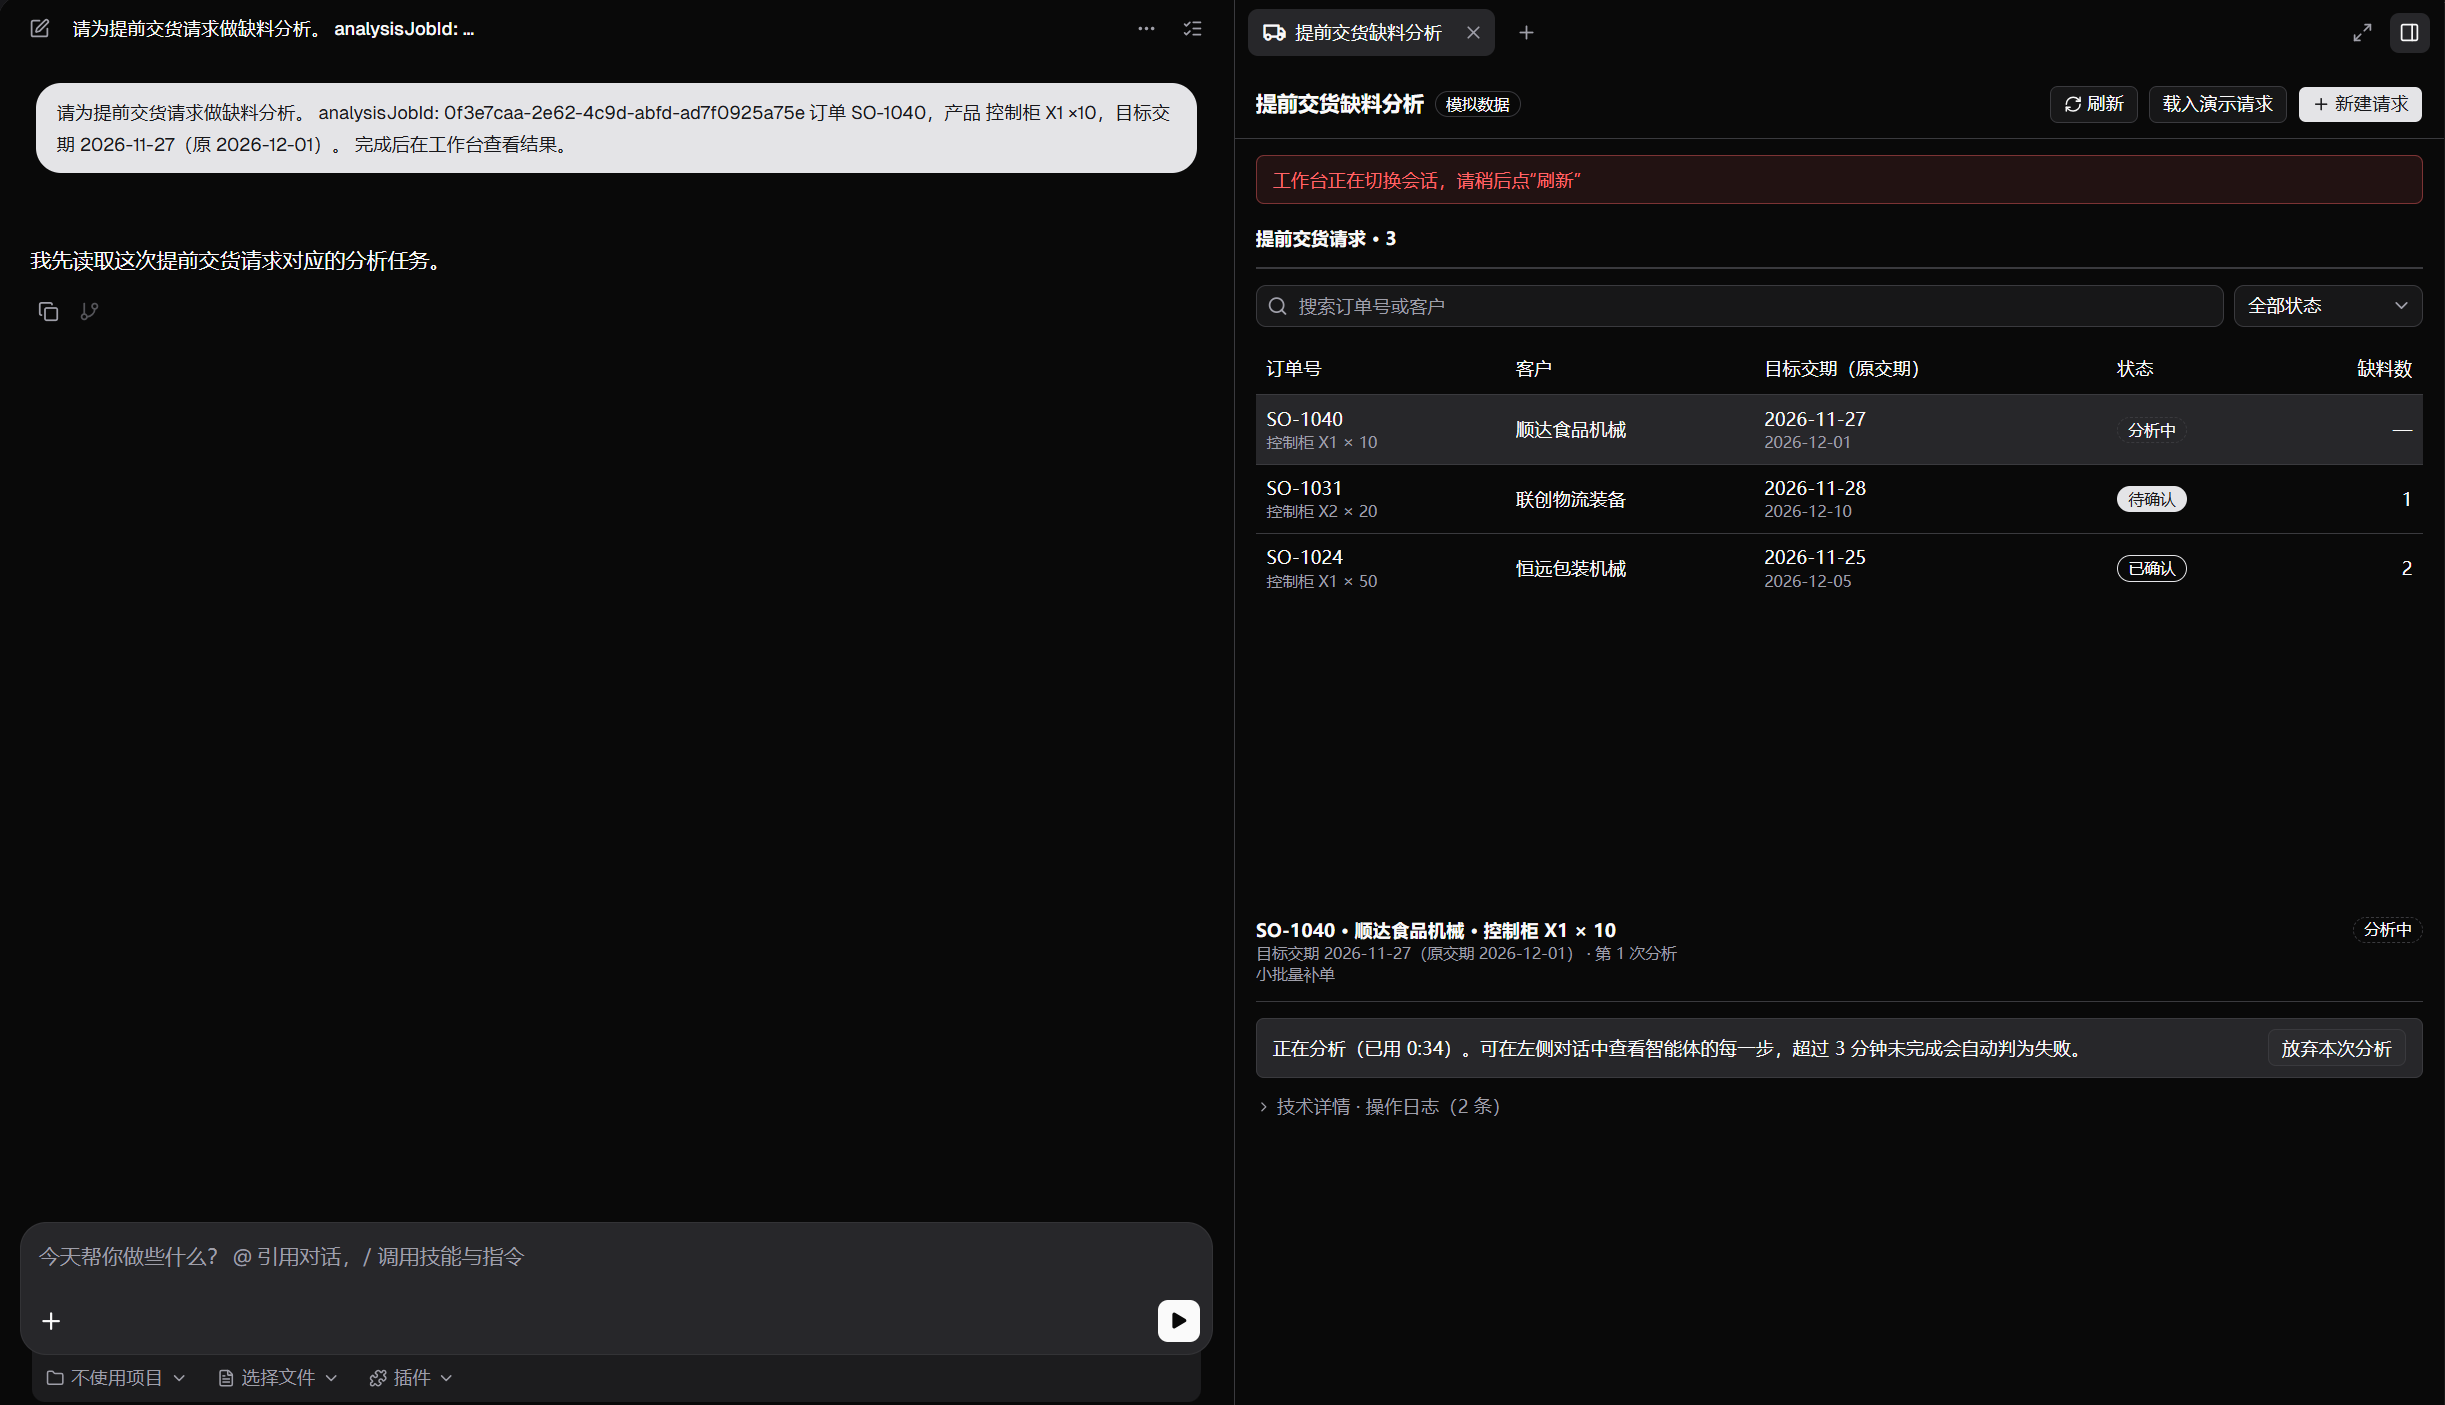 请为提前交货请求做缺料分析。 analysisJobId: ...
请为提前交货请求做缺料分析。 analysisJobId: 0f3e7caa-2e62-4c9d-abfd-ad7f0925a75e 订单 SO-1040，产品 控制柜 X1 ×10，目标交
期 2026-11-27（原 2026-12-01）。 完成后在工作台查看结果。
我先读取这次提前交货请求对应的分析任务。
今天帮你做些什么？ @ 引用对话， / 调用技能与指令
不使用项目
选择文件
插件
提前交货缺料分析
提前交货缺料分析 模拟数据
刷新
载入演示请求
新建请求
工作台正在切换会话，请稍后点“刷新”
提前交货请求 • 3
搜索订单号或客户
全部状态
订单号 客户 目标交期（原交期） 状态 缺料数
SO-1040 顺达食品机械 2026-11-27 分析中 —
控制柜 X1 × 10 2026-12-01
SO-1031 联创物流装备 2026-11-28 待确认 1
控制柜 X2 × 20 2026-12-10
SO-1024 恒远包装机械 2026-11-25 已确认 2
控制柜 X1 × 50 2026-12-05
SO-1040 • 顺达食品机械 • 控制柜 X1 × 10 分析中
目标交期 2026-11-27（原交期 2026-12-01） · 第 1 次分析
小批量补单
正在分析（已用 0:34）。可在左侧对话中查看智能体的每一步，超过 3 分钟未完成会自动判为失败。 放弃本次分析
技术详情 · 操作日志（2 条）